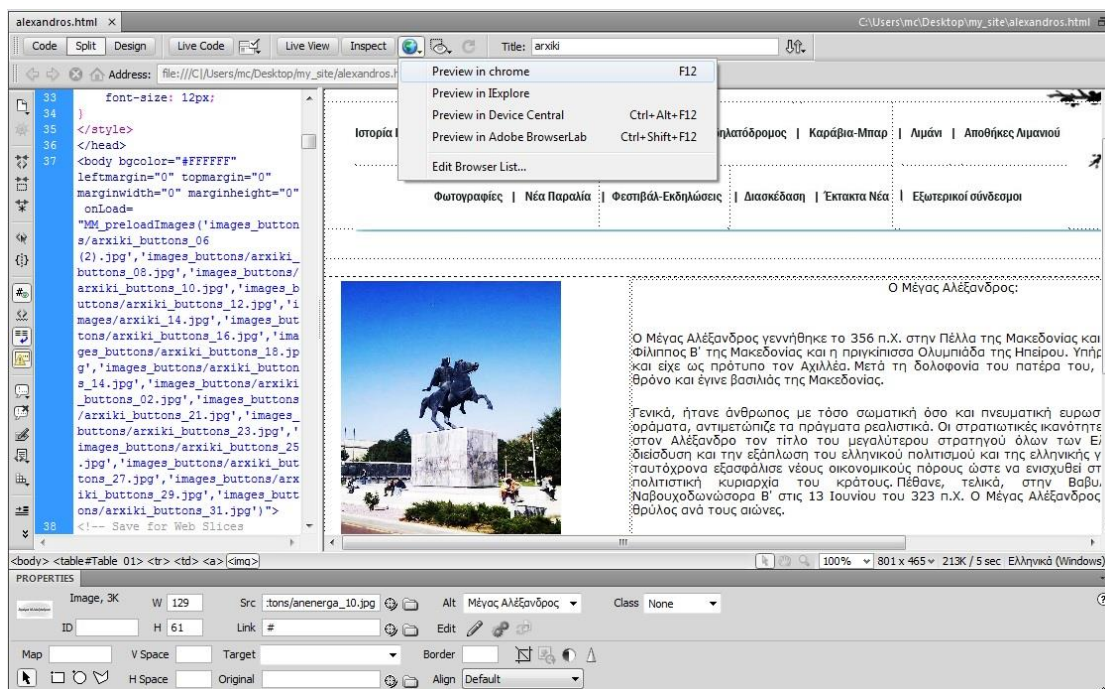 alexandros.html ×
C:\Users\mc\Desktop\my_site\alexandros.html
Code Split Design Live Code Live View Inspect Title: arxiki
Address: file:///C|/Users/mc/Desktop/my_site/alexandros.h
Preview in chrome F12
Preview in IExplore
Preview in Device Central Ctrl+Alt+F12
Preview in Adobe BrowserLab Ctrl+Shift+F12
Edit Browser List...
33 font-size: 12px;
34 }
35 </style>
36 </head>
37 <body bgcolor="#FFFFFF"
leftmargin="0" topmargin="0"
marginwidth="0" marginheight="0"
onLoad=
"MM_preloadImages('images_button
s/arxiki_buttons_06
(2).jpg','images_buttons/arxiki_
buttons_08.jpg','images_buttons/
arxiki_buttons_10.jpg','images_b
uttons/arxiki_buttons_12.jpg','i
mages/arxiki_14.jpg','images_but
tons/arxiki_buttons_16.jpg','ima
ges_buttons/arxiki_buttons_18.jp
g','images_buttons/arxiki_button
s_14.jpg','images_buttons/arxiki
_buttons_02.jpg','images_buttons
/arxiki_buttons_21.jpg','images_
buttons/arxiki_buttons_23.jpg','
images_buttons/arxiki_buttons_25
.jpg','images_buttons/arxiki_but
tons_27.jpg','images_buttons/arx
iki_buttons_29.jpg','images_butt
ons/arxiki_buttons_31.jpg')">
38 <!-- Save for Web Slices
Ιστορία
ηλατόδρομος | Καράβια-Μπαρ | Λιμάνι | Αποθήκες Λιμανιού
Φωτογραφίες | Νέα Παραλία | Φεστιβάλ-Εκδηλώσεις | Διασκέδαση | Έκτακτα Νέα | Εξωτερικοί σύνδεσμοι
Ο Μέγας Αλέξανδρος:
Ο Μέγας Αλέξανδρος γεννήθηκε το 356 π.Χ. στην Πέλλα της Μακεδονίας και
Φίλιππος Β' της Μακεδονίας και η πριγκίπισσα Ολυμπιάδα της Ηπείρου. Υπήρ
και είχε ως πρότυπο τον Αχιλλέα. Μετά τη δολοφονία του πατέρα του,
θρόνο και έγινε βασιλιάς της Μακεδονίας.
Γενικά, ήτανε άνθρωπος με τόσο σωματική όσο και πνευματική ευρωσ
οράματα, αντιμετώπιζε τα πράγματα ρεαλιστικά. Οι στρατιωτικές ικανότητε
στον Αλέξανδρο τον τίτλο του μεγαλύτερου στρατηγού όλων των Ελ
διείσδυση και την εξάπλωση του ελληνικού πολιτισμού και της ελληνικής γ
ταυτόχρονα εξασφάλισε νέους οικονομικούς πόρους ώστε να ενισχυθεί στ
πολιτιστική κυριαρχία του κράτους. Πέθανε, τελικά, στην Βαβυ
Ναβουχοδωνώσορα Β' στις 13 Ιουνίου του 323 π.Χ. Ο Μέγας Αλέξανδρος
θρύλος ανά τους αιώνες.
<body> <table#Table_01> <tr> <td> <a> <img>
100% 801 x 465 213K / 5 sec Ελληνικά (Windows)
PROPERTIES
Image, 3K W 129 Src :tons/anenerga_10.jpg Alt Μέγας Αλέξανδρος Class None
ID H 61 Link # Edit
Map V Space Target Border
H Space Original Align Default